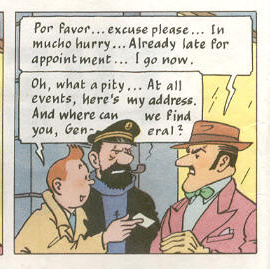 Por favor... excuse please... In
mucho hurry... Already late for
appointment... I go now.
Oh, what a pity... At all
events, here's my address.
And where can we find
you, Gen- eral?